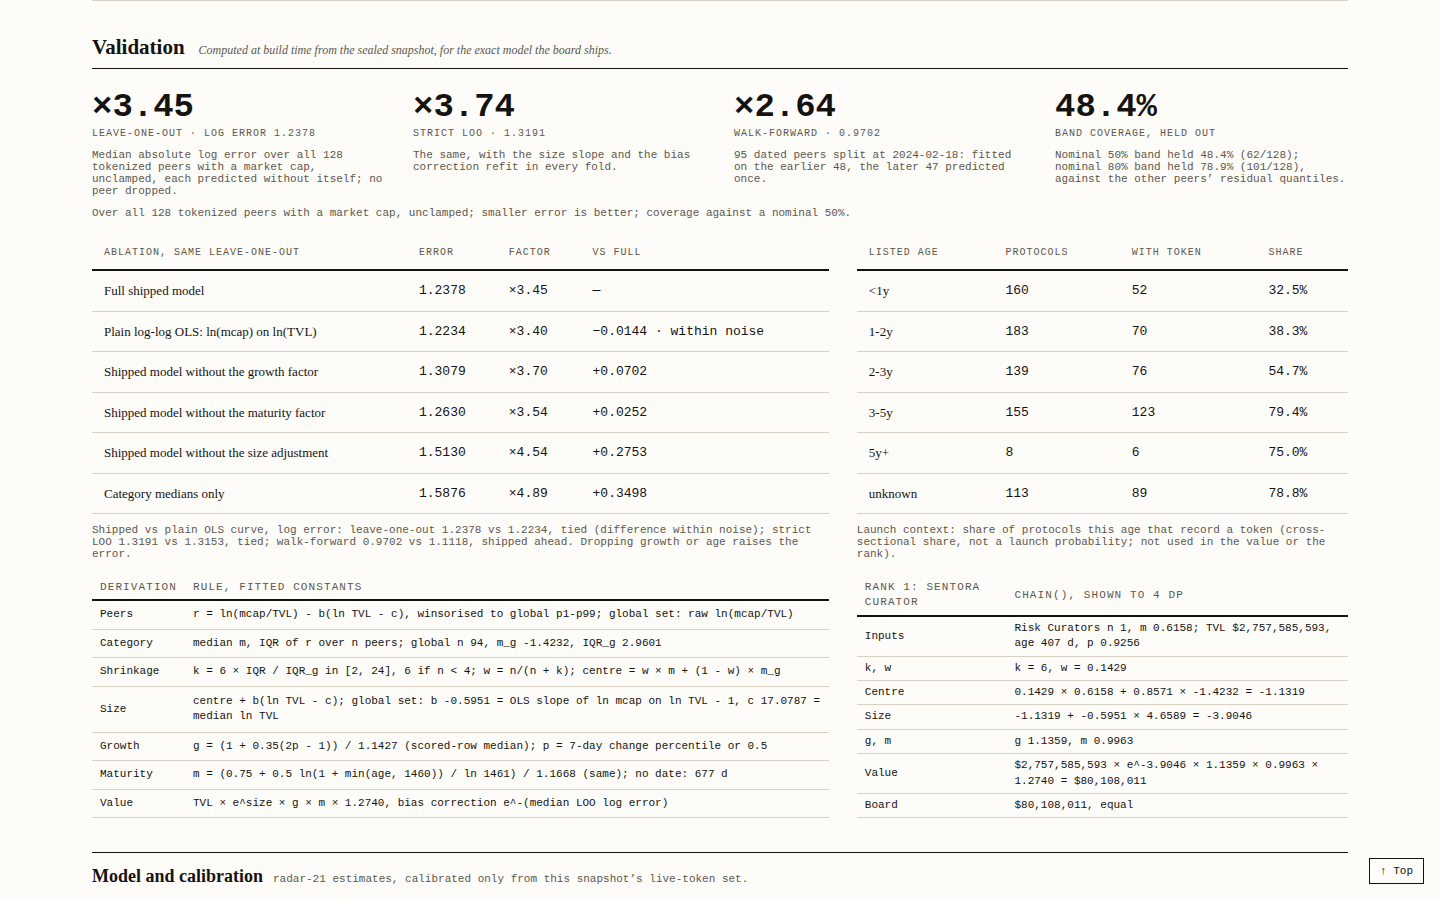 Validation Computed at build time from the sealed snapshot, for the exact model the board ships.
×3.45
LEAVE-ONE-OUT · LOG ERROR 1.2378
Median absolute log error over all 128
tokenized peers with a market cap,
unclamped, each predicted without itself; no
peer dropped.
×3.74
STRICT LOO · 1.3191
The same, with the size slope and the bias
correction refit in every fold.
×2.64
WALK-FORWARD · 0.9702
95 dated peers split at 2024-02-18: fitted
on the earlier 48, the later 47 predicted
once.
48.4%
BAND COVERAGE, HELD OUT
Nominal 50% band held 48.4% (62/128);
nominal 80% band held 78.9% (101/128),
against the other peers’ residual quantiles.
Over all 128 tokenized peers with a market cap, unclamped; smaller error is better; coverage against a nominal 50%.
ABLATION, SAME LEAVE-ONE-OUT ERROR FACTOR VS FULL
Full shipped model 1.2378 ×3.45 —
Plain log-log OLS: ln(mcap) on ln(TVL) 1.2234 ×3.40 −0.0144 · within noise
Shipped model without the growth factor 1.3079 ×3.70 +0.0702
Shipped model without the maturity factor 1.2630 ×3.54 +0.0252
Shipped model without the size adjustment 1.5130 ×4.54 +0.2753
Category medians only 1.5876 ×4.89 +0.3498
Shipped vs plain OLS curve, log error: leave-one-out 1.2378 vs 1.2234, tied (difference within noise); strict
LOO 1.3191 vs 1.3153, tied; walk-forward 0.9702 vs 1.1118, shipped ahead. Dropping growth or age raises the
error.
LISTED AGE PROTOCOLS WITH TOKEN SHARE
<1y 160 52 32.5%
1-2y 183 70 38.3%
2-3y 139 76 54.7%
3-5y 155 123 79.4%
5y+ 8 6 75.0%
unknown 113 89 78.8%
Launch context: share of protocols this age that record a token (cross-
sectional share, not a launch probability; not used in the value or the
rank).
DERIVATION RULE, FITTED CONSTANTS
Peers r = ln(mcap/TVL) - b(ln TVL - c), winsorised to global p1-p99; global set: raw ln(mcap/TVL)
Category median m, IQR of r over n peers; global n 94, m_g -1.4232, IQR_g 2.9601
Shrinkage k = 6 × IQR / IQR_g in [2, 24], 6 if n < 4; w = n/(n + k); centre = w × m + (1 - w) × m_g
Size centre + b(ln TVL - c); global set: b -0.5951 = OLS slope of ln mcap on ln TVL - 1, c 17.0787 =
median ln TVL
Growth g = (1 + 0.35(2p - 1)) / 1.1427 (scored-row median); p = 7-day change percentile or 0.5
Maturity m = (0.75 + 0.5 ln(1 + min(age, 1460)) / ln 1461) / 1.1668 (same); no date: 677 d
Value TVL × e^size × g × m × 1.2740, bias correction e^-(median LOO log error)
RANK 1: SENTORA
CURATOR
CHAIN(), SHOWN TO 4 DP
Inputs Risk Curators n 1, m 0.6158; TVL $2,757,585,593,
age 407 d, p 0.9256
k, w k = 6, w = 0.1429
Centre 0.1429 × 0.6158 + 0.8571 × -1.4232 = -1.1319
Size -1.1319 + -0.5951 × 4.6589 = -3.9046
g, m g 1.1359, m 0.9963
Value $2,757,585,593 × e^-3.9046 × 1.1359 × 0.9963 ×
1.2740 = $80,108,011
Board $80,108,011, equal
Model and calibration radar-21 estimates, calibrated only from this snapshot’s live-token set.
↑ Top